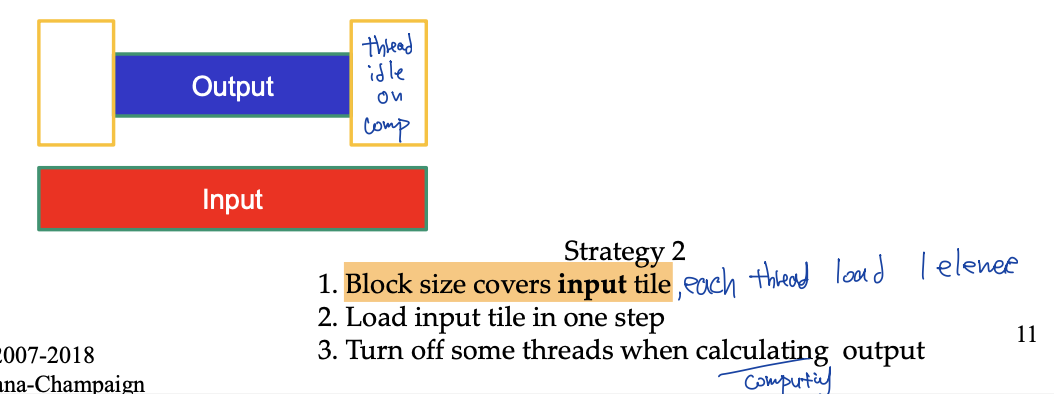 thread
idle
on
comp
Output
Input
Strategy 2
1. Block size covers input tile, each thread load 1 elemee
2. Load input tile in one step
3. Turn off some threads when calculating output
computing
2007-2018
ana-Champaign
11